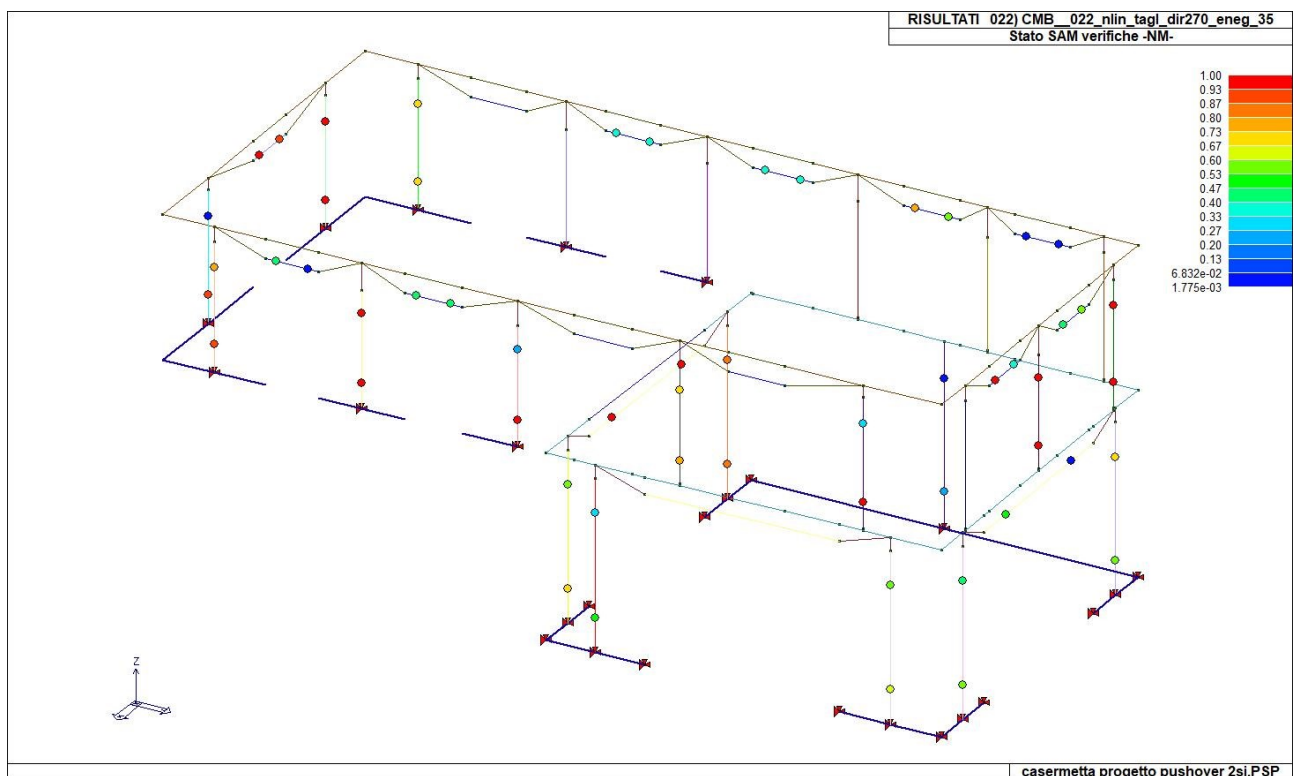 RISULTATI 022) CMB__022_nlin_tagl_dir270_eneg_35
Stato SAM verifiche -NM-
1.00
0.93
0.87
0.80
0.73
0.67
0.60
0.53
0.47
0.40
0.33
0.27
0.20
0.13
6.832e-02
1.775e-03
Z
casermetta progetto pushover 2si.PSP